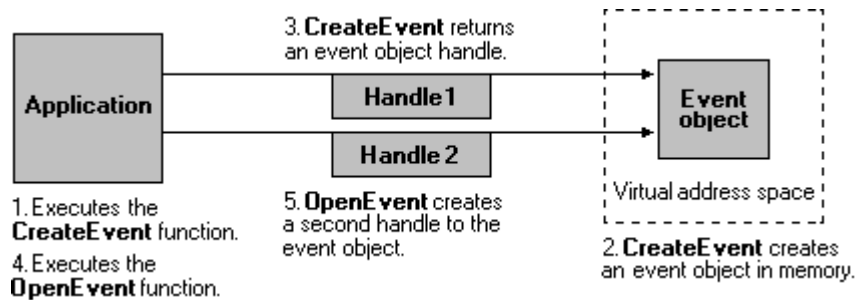 3. CreateEvent returns
an event object handle.
Application
Handle1
Event
object
Handle 2
Virtual address space
1. Executes the
CreateEvent function.
4. Executes the
OpenEvent function.
5. OpenEvent creates
a second handle to the
event object.
2. CreateEvent creates
an event object in memory.